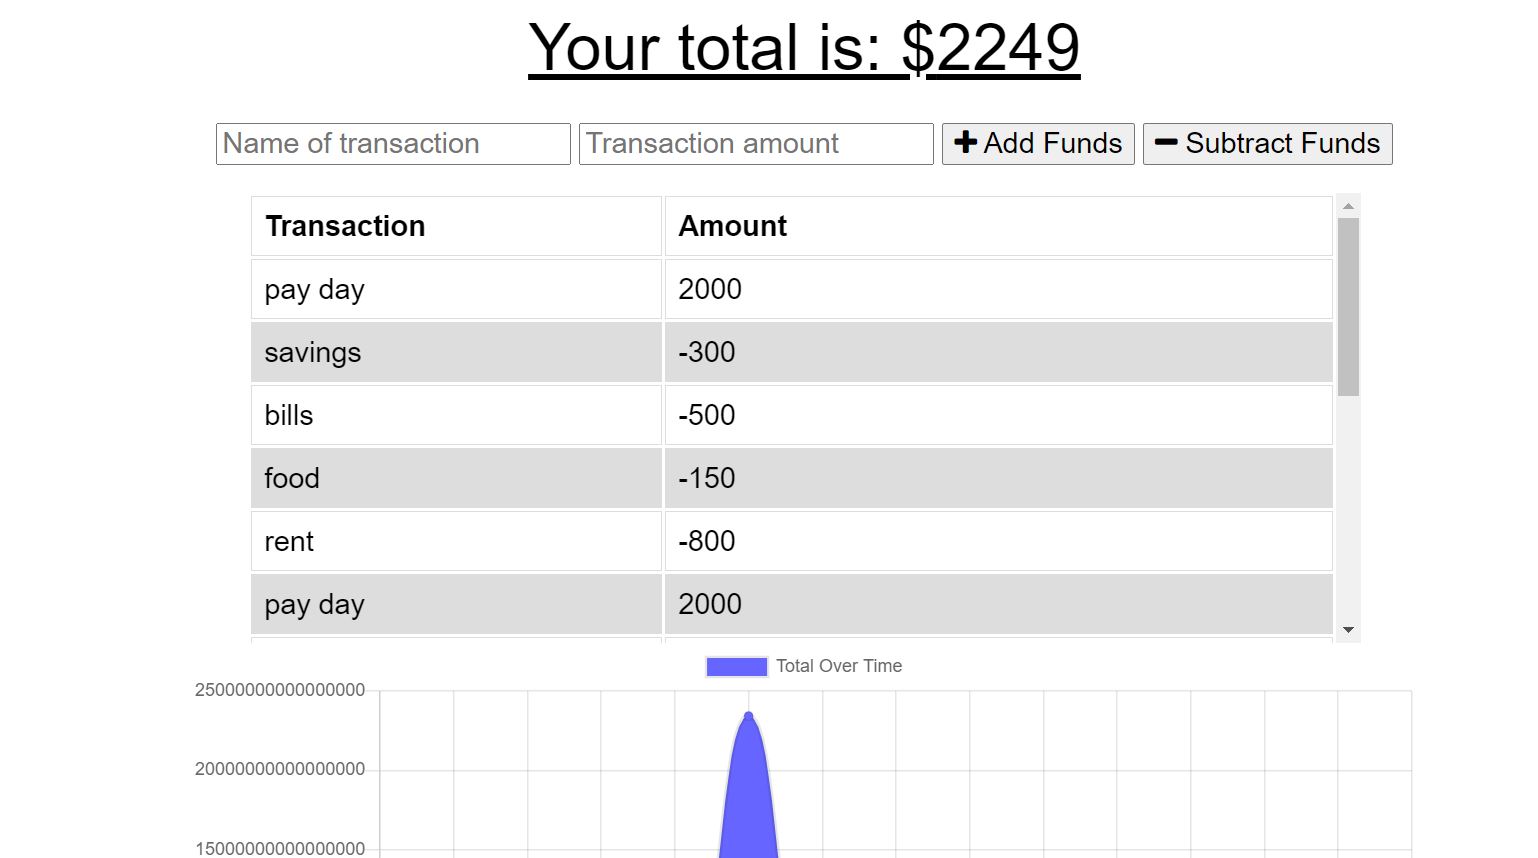 Your total is: $2249
Name of transaction Transaction amount Add Funds Subtract Funds
Transaction Amount
pay day 2000
savings -300
bills -500
food -150
rent -800
pay day 2000
Total Over Time
25000000000000000
20000000000000000
15000000000000000